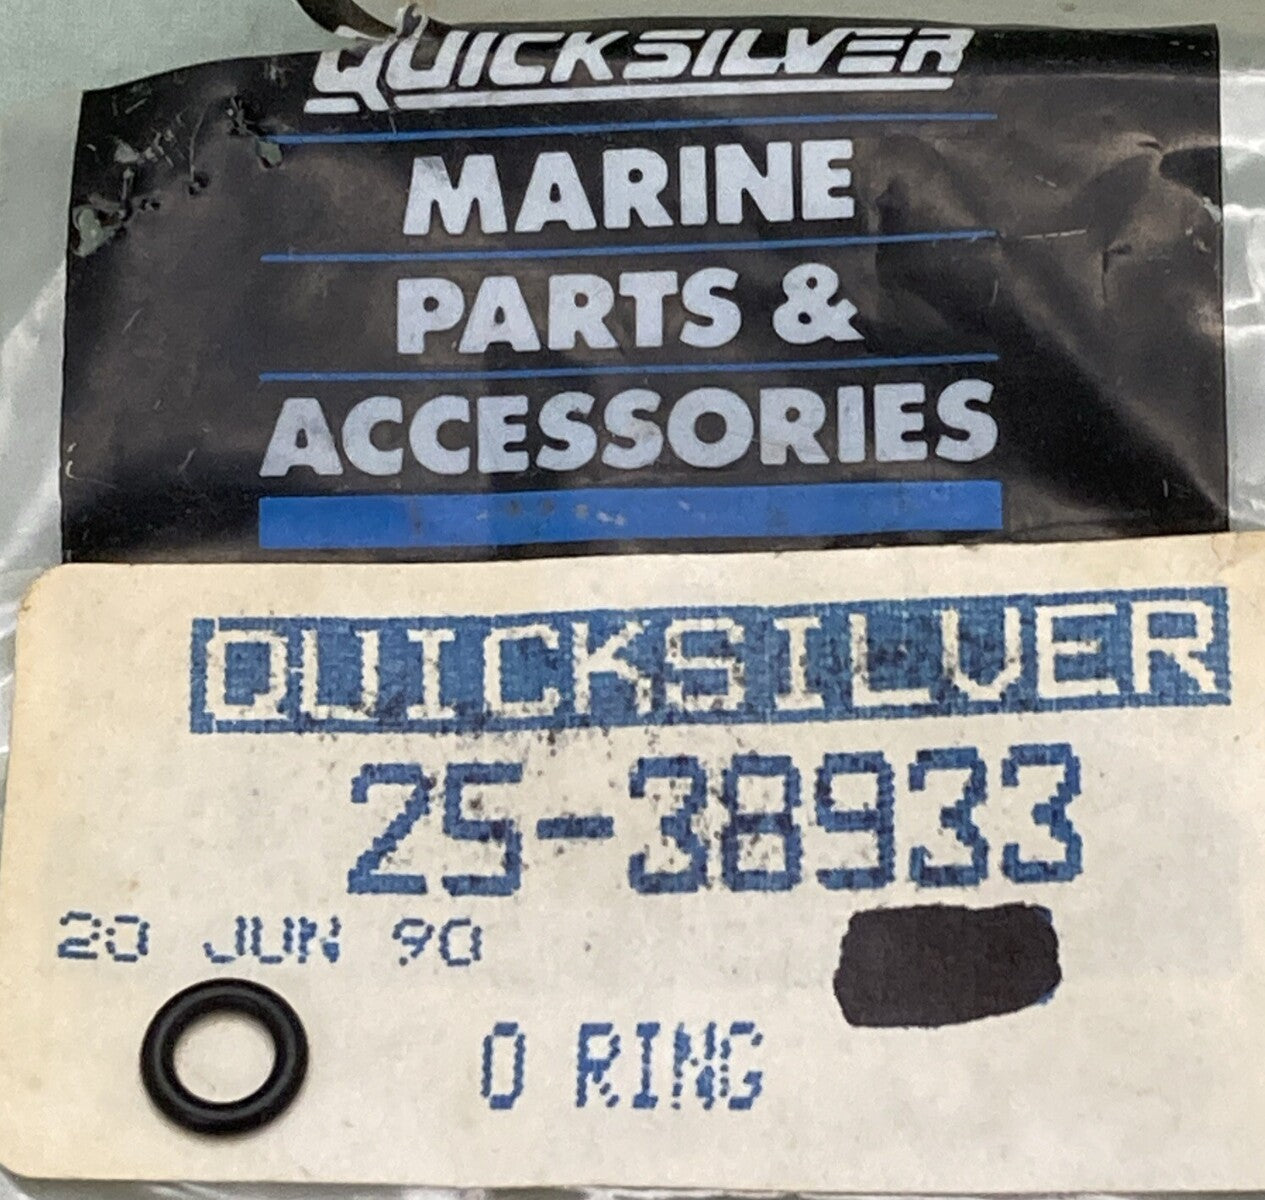 QUICKSILVER
MARINE
PARTS &
ACCESSORIES
QUICKSILVER
25-38933
20 JUN 90
O RING